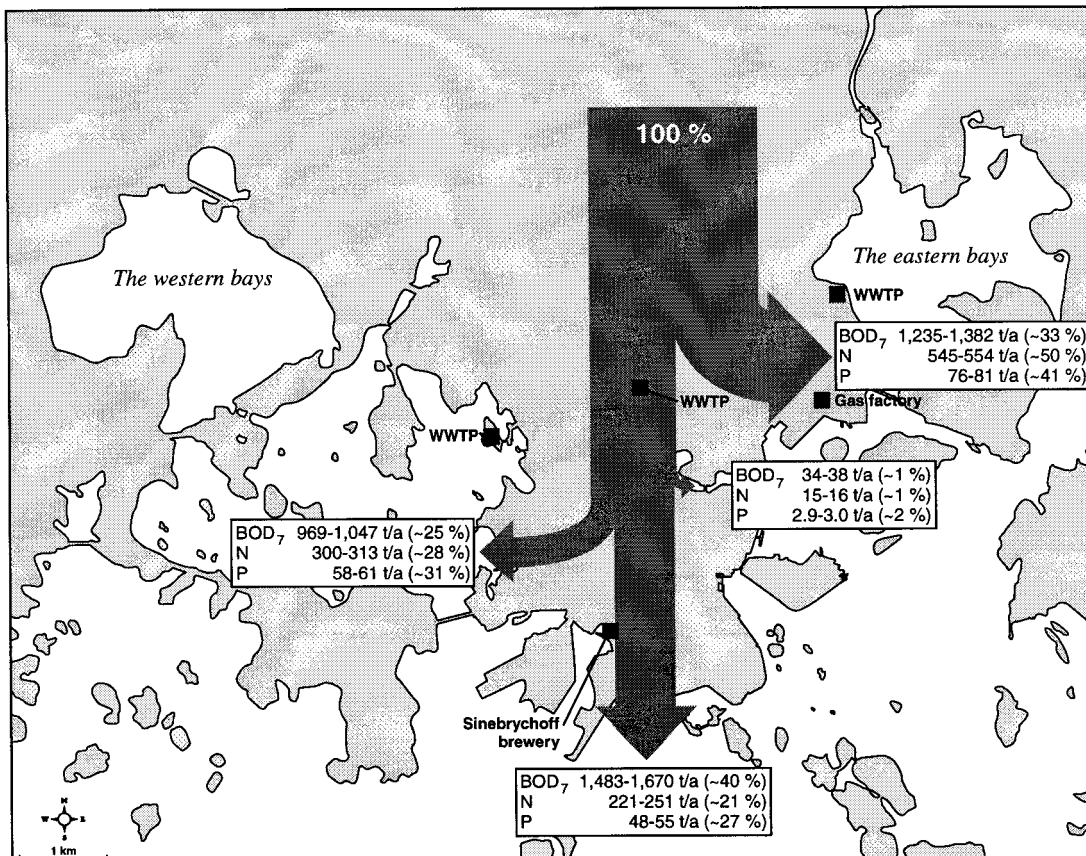 100 %
The western bays
The eastern bays
WWTP
BOD7 1,235-1,382 t/a (~33 %)
N 545-554 t/a (~50 %)
P 76-81 t/a (~41 %)
WWTP
Gas factory
WWTP
BOD7 34-38 t/a (~1 %)
N 15-16 t/a (~1 %)
P 2.9-3.0 t/a (~2 %)
BOD7 969-1,047 t/a (~25 %)
N 300-313 t/a (~28 %)
P 58-61 t/a (~31 %)
Sinebrychoff
brewery
BOD7 1,483-1,670 t/a (~40 %)
N 221-251 t/a (~21 %)
P 48-55 t/a (~27 %)
N
W E
S
1 km